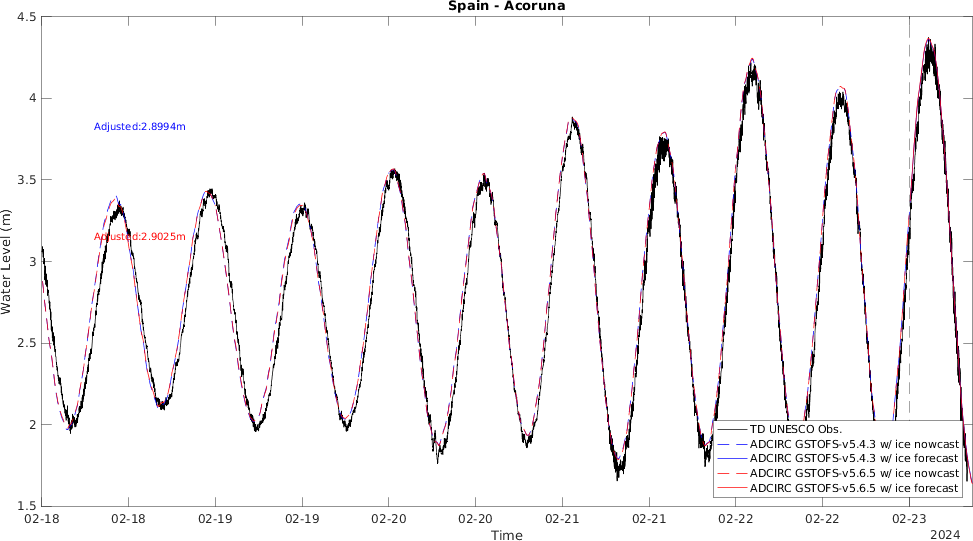 Spain - Acoruna
4.5
4
3.5
3
2.5
2
1.5
Water Level (m)
Adjusted:2.8994m
Adjusted:2.9025m
TD UNESCO Obs.
ADCIRC GSTOFS-v5.4.3 w/ ice nowcast
ADCIRC GSTOFS-v5.4.3 w/ ice forecast
ADCIRC GSTOFS-v5.6.5 w/ ice nowcast
ADCIRC GSTOFS-v5.6.5 w/ ice forecast
02-18 02-18 02-19 02-19 02-20 02-20 02-21 02-21 02-22 02-22 02-23
Time
2024